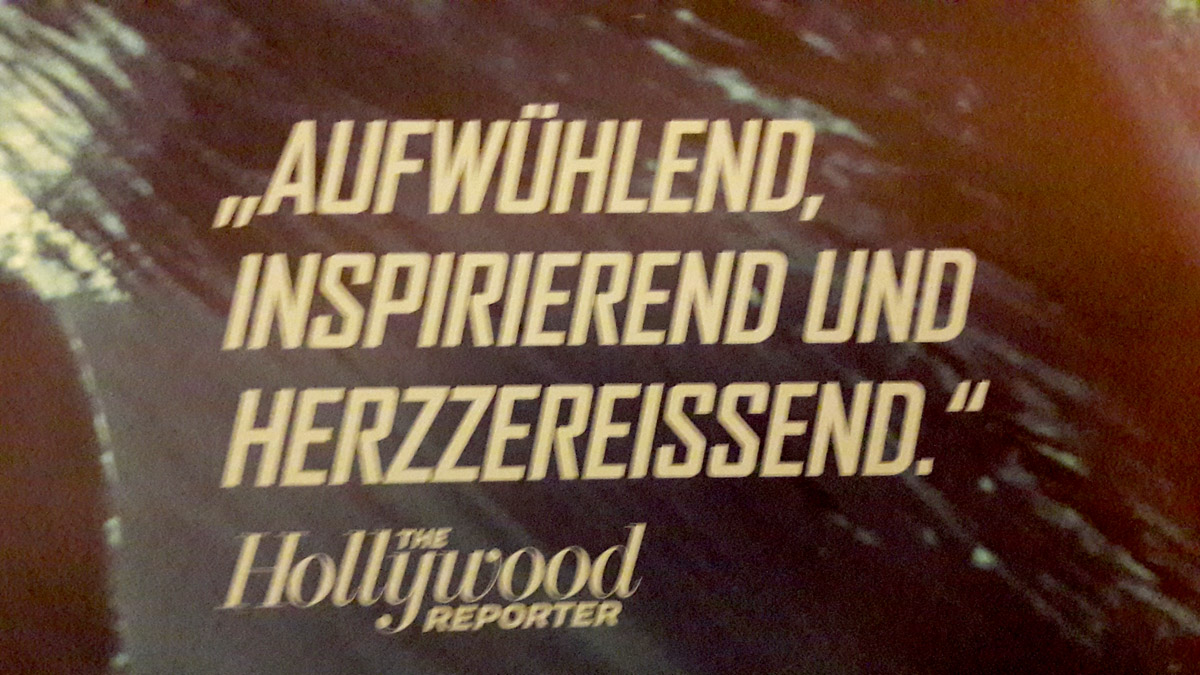 „AUFWÜHLEND,
INSPIRIEREND UND
HERZZEREISSEND.“
THE
Hollywood
REPORTER